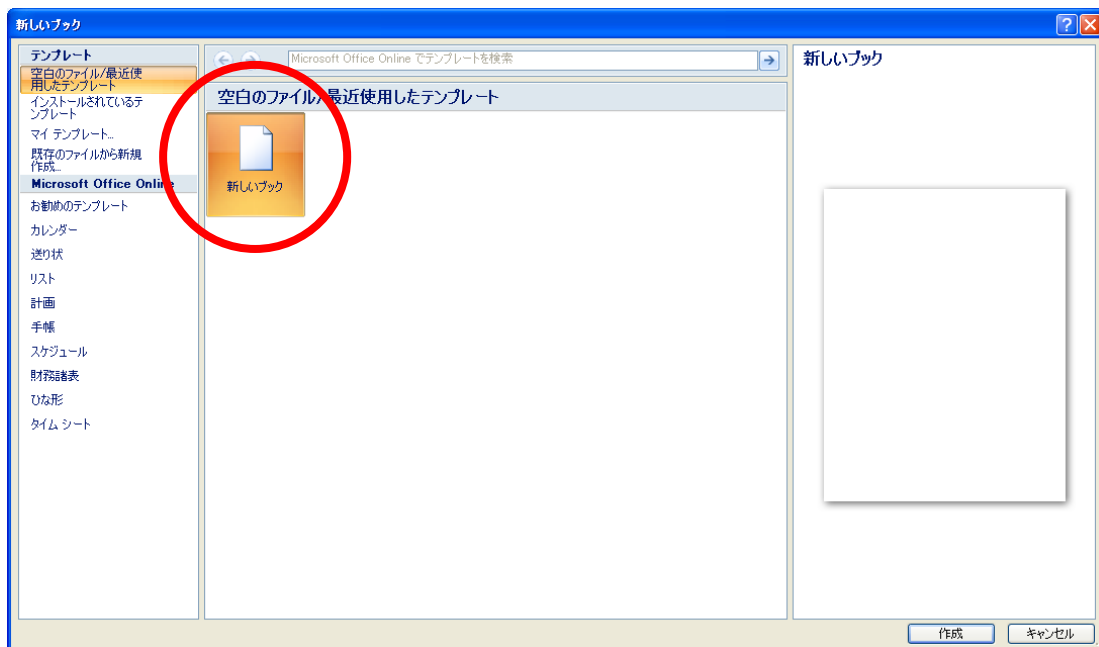 新しいブック
テンプレート
空白のファイル/最近使
用したテンプレート
インストールされているテ
ンプレート
マイ テンプレート...
既存のファイルから新規
作成...
Microsoft Office Online
お勧めのテンプレート
カレンダー
送り状
リスト
計画
手帳
スケジュール
財務諸表
ひな形
タイム シート
Microsoft Office Online でテンプレートを検索
空白のファイル/最近使用したテンプレート
新しいブック
新しいブック
作成
キャンセル